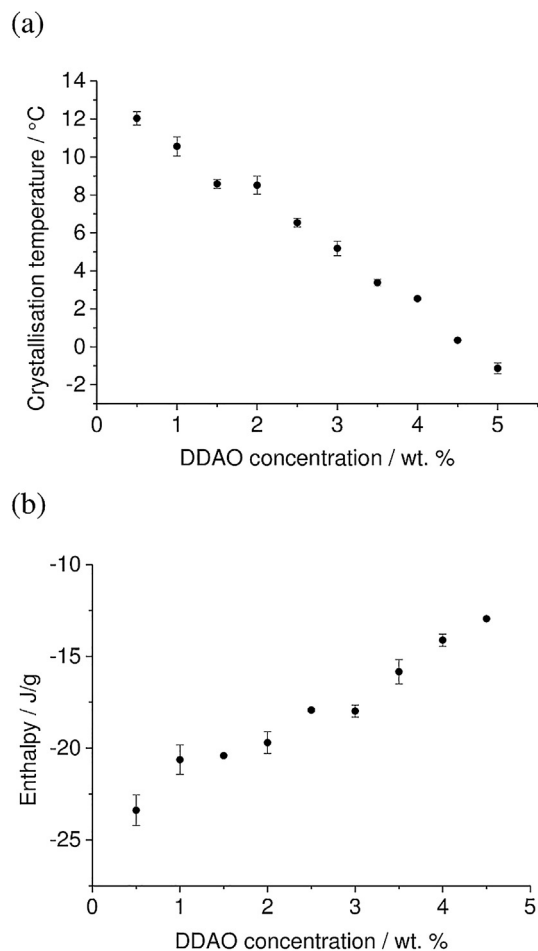 (a)
14
12
10
8
6
4
2
0
-2
Crystallisation temperature / °C
0 1 2 3 4 5
DDAO concentration / wt. %
(b)
-10
-15
-20
-25
Enthalpy / J/g
0 1 2 3 4 5
DDAO concentration / wt. %